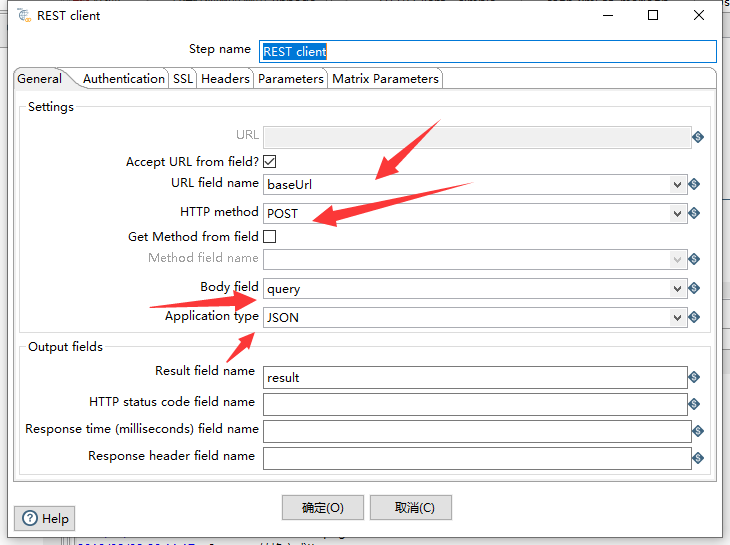 REST client
Step name REST client
General Authentication SSL Headers Parameters Matrix Parameters
Settings
URL
Accept URL from field?
URL field name baseUrl
HTTP method POST
Get Method from field
Method field name
Body field query
Application type JSON
Output fields
Result field name result
HTTP status code field name
Response time (milliseconds) field name
Response header field name
确定(O) 取消(C)
Help